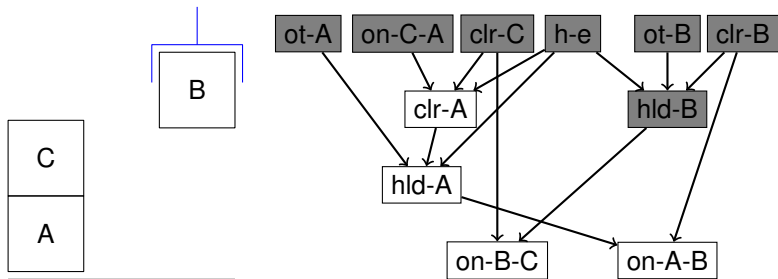 ot-A on-C-A clr-C h-e ot-B clr-B
B
clr-A hld-B
C
hld-A
A
on-B-C on-A-B